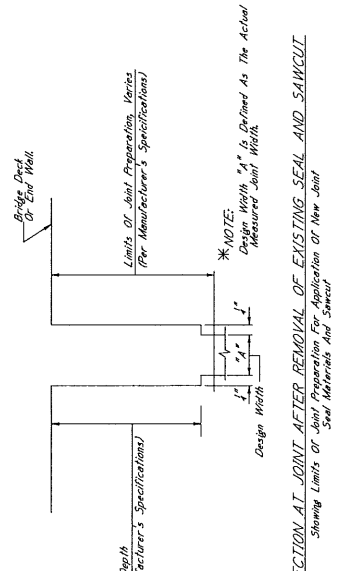 Bridge Deck
Or End Wall.
Limits Of Joint Preparation, Varies
(Per Manufacturer's Speicifications)
Depth
facturer's Specifications)
1"
"A"
1"
Design Width
* NOTE:
Design Width "A" Is Defined As The Actual
Measured Joint Width.
ECTION AT JOINT AFTER REMOVAL OF EXISTING SEAL AND SAWCUT
Showing Limits Of Joint Preparation For Application Of New Joint
Seal Materials And Sawcut